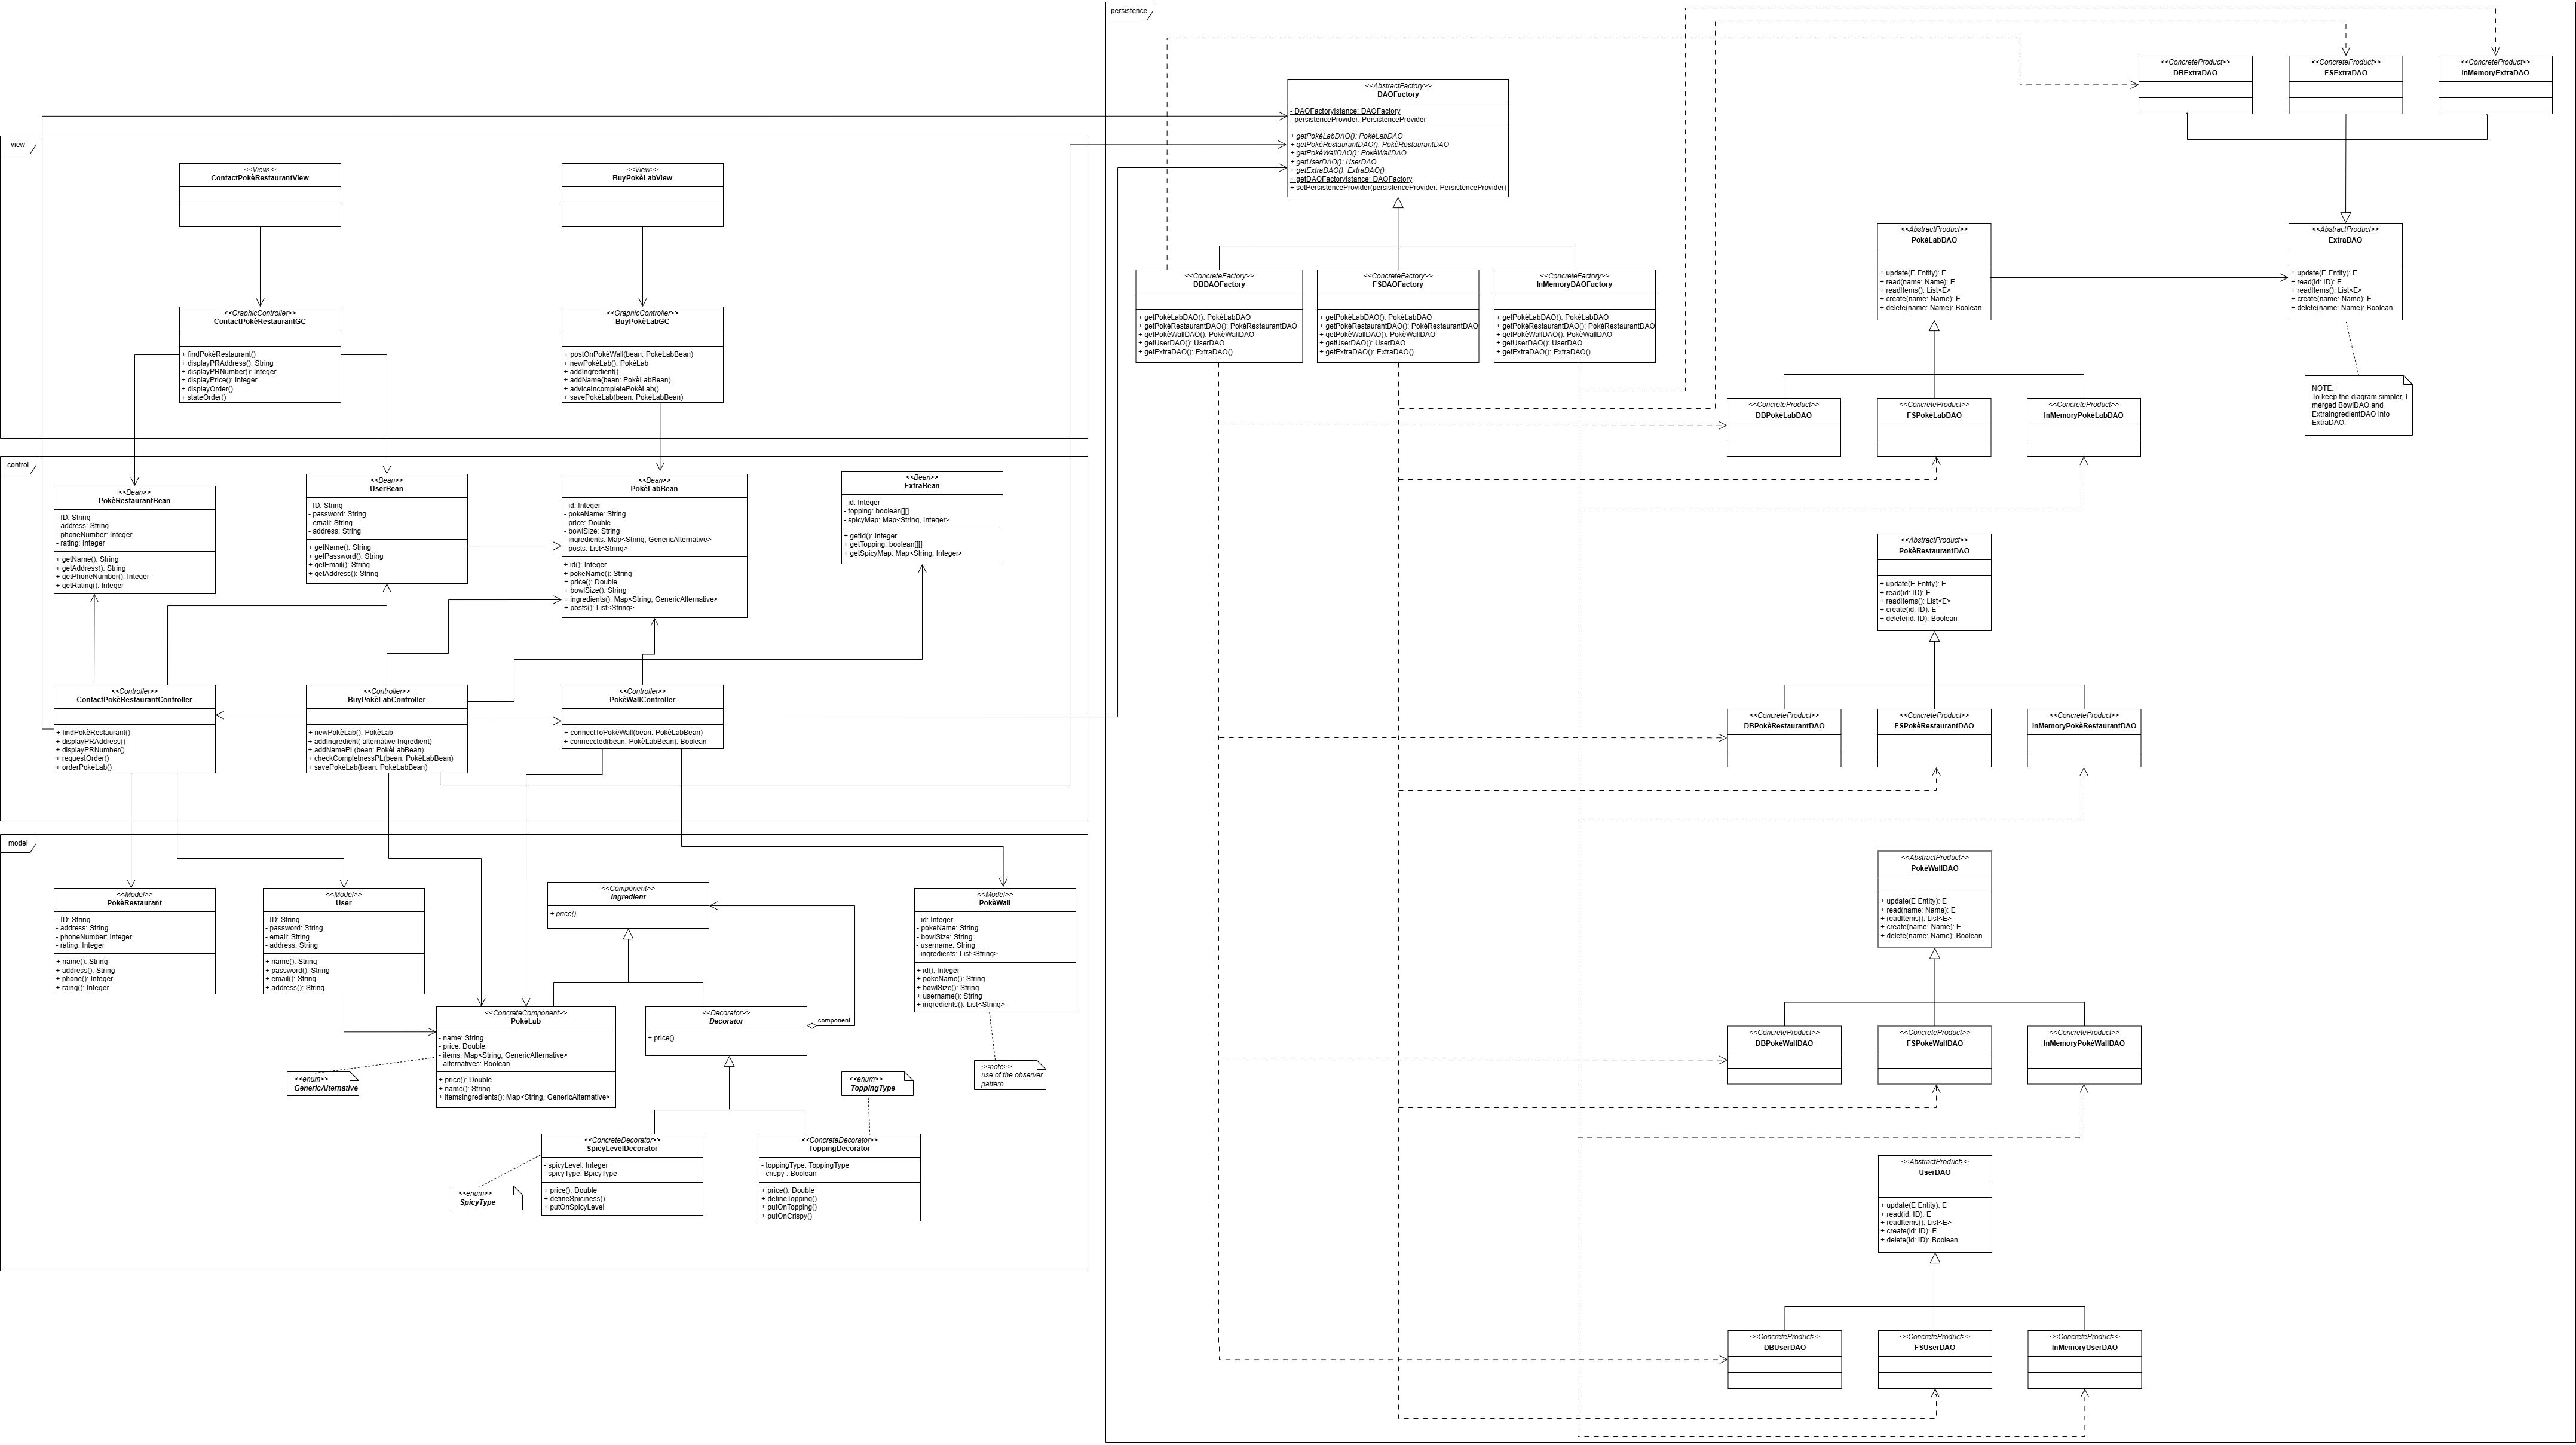 view
<<View>>
ContactPokèRestaurantView
<<View>>
BuyPokèLabView
<<GraphicController>>
ContactPokèRestaurantGC
+ findPokèRestaurant()
+ displayPRAddress(): String
+ displayPRNumber(): Integer
+ displayPrice(): Integer
+ displayOrder()
+ stateOrder()
<<GraphicController>>
BuyPokèLabGC
+ postOnPokèWall(bean: PokèLabBean)
+ newPokèLab(): PokèLab
+ addIngredient()
+ addName(bean: PokèLabBean)
+ adviceIncompletePokèLab()
+ savePokèLab(bean: PokèLabBean)
control
<<Bean>>
PokèRestaurantBean
- ID: String
- address: String
- phoneNumber: Integer
- rating: Integer
+ getName(): String
+ getAddress(): String
+ getPhoneNumber(): Integer
+ getRating(): Integer
<<Bean>>
UserBean
- ID: String
- password: String
- email: String
- address: String
+ getName(): String
+ getPassword(): String
+ getEmail(): String
+ getAddress(): String
<<Bean>>
PokèLabBean
- id: Integer
- pokeName: String
- price: Double
- bowlSize: String
- ingredients: Map<String, GenericAlternative>
- posts: List<String>
+ id(): Integer
+ pokeName(): String
+ price(): Double
+ bowlSize(): String
+ ingredients(): Map<String, GenericAlternative>
+ posts(): List<String>
<<Bean>>
ExtraBean
- id: Integer
- topping: boolean[][]
- spicyMap: Map<String, Integer>
+ getId(): Integer
+ getTopping: boolean[][]
+ getSpicyMap: Map<String, Integer>
<<Controller>>
ContactPokèRestaurantController
+ findPokèRestaurant()
+ displayPRAddress()
+ displayPRNumber()
+ requestOrder()
+ orderPokèLab()
<<Controller>>
BuyPokèLabController
+ newPokèLab(): PokèLab
+ addIngredient( alternative Ingredient)
+ addNamePL(bean: PokèLabBean)
+ checkCompletnessPL(bean: PokèLabBean)
+ savePokèLab(bean: PokèLabBean)
<<Controller>>
PokèWallController
+ connectToPokèWall(bean: PokèLabBean)
+ conneccted(bean: PokèLabBean): Boolean
model
<<Model>>
PokèRestaurant
- ID: String
- address: String
- phoneNumber: Integer
- rating: Integer
+ name(): String
+ address(): String
+ phone(): Integer
+ raing(): Integer
<<Model>>
User
- ID: String
- password: String
- email: String
- address: String
+ name(): String
+ password(): String
+ email(): String
+ address(): String
<<Component>>
Ingredient
+ price()
<<Model>>
PokèWall
- id: Integer
- pokeName: String
- bowlSize: String
- username: String
- ingredients: List<String>
+ id(): Integer
+ pokeName(): String
+ bowlSize(): String
+ username(): String
+ ingredients(): List<String>
<<ConcreteComponent>>
PokèLab
- name: String
- price: Double
- items: Map<String, GenericAlternative>
- alternatives: Boolean
+ price(): Double
+ name(): String
+ itemsIngredients(): Map<String, GenericAlternative>
<<Decorator>>
Decorator
+ price()
- component
<<enum>>
GenericAlternative
<<enum>>
ToppingType
<<note>>
use of the observer
pattern
<<ConcreteDecorator>>
SpicyLevelDecorator
- spicyLevel: Integer
- spicyType: BpicyType
+ price(): Double
+ defineSpiciness()
+ putOnSpicyLevel
<<ConcreteDecorator>>
ToppingDecorator
- toppingType: ToppingType
- crispy : Boolean
+ price(): Double
+ defineTopping()
+ putOnTopping()
+ putOnCrispy()
<<enum>>
SpicyType
persistence
<<AbstractFactory>>
DAOFactory
- DAOFactoryIstance: DAOFactory
- persistenceProvider: PersistenceProvider
+ getPokèLabDAO(): PokèLabDAO
+ getPokèRestaurantDAO(): PokèRestaurantDAO
+ getPokèWallDAO(): PokèWallDAO
+ getUserDAO(): UserDAO
+ getExtraDAO(): ExtraDAO()
+ getDAOFactoryIstance: DAOFactory
+ setPersistenceProvider(persistenceProvider: PersistenceProvider)
<<ConcreteFactory>>
DBDAOFactory
+ getPokèLabDAO(): PokèLabDAO
+ getPokèRestaurantDAO(): PokèRestaurantDAO
+ getPokèWallDAO(): PokèWallDAO
+ getUserDAO(): UserDAO
+ getExtraDAO(): ExtraDAO()
<<ConcreteFactory>>
FSDAOFactory
+ getPokèLabDAO(): PokèLabDAO
+ getPokèRestaurantDAO(): PokèRestaurantDAO
+ getPokèWallDAO(): PokèWallDAO
+ getUserDAO(): UserDAO
+ getExtraDAO(): ExtraDAO()
<<ConcreteFactory>>
InMemoryDAOFactory
+ getPokèLabDAO(): PokèLabDAO
+ getPokèRestaurantDAO(): PokèRestaurantDAO
+ getPokèWallDAO(): PokèWallDAO
+ getUserDAO(): UserDAO
+ getExtraDAO(): ExtraDAO()
<<ConcreteProduct>>
DBExtraDAO
<<ConcreteProduct>>
FSExtraDAO
<<ConcreteProduct>>
InMemoryExtraDAO
<<AbstractProduct>>
PokèLabDAO
+ update(E Entity): E
+ read(name: Name): E
+ readItems(): List<E>
+ create(name: Name): E
+ delete(name: Name): Boolean
<<AbstractProduct>>
ExtraDAO
+ update(E Entity): E
+ read(id: ID): E
+ readItems(): List<E>
+ create(name: Name): E
+ delete(name: Name): Boolean
NOTE:
To keep the diagram simpler, I
merged BowlDAO and
ExtraIngredientDAO into
ExtraDAO.
<<ConcreteProduct>>
DBPokèLabDAO
<<ConcreteProduct>>
FSPokèLabDAO
<<ConcreteProduct>>
InMemoryPokèLabDAO
<<AbstractProduct>>
PokèRestaurantDAO
+ update(E Entity): E
+ read(id: ID): E
+ readItems(): List<E>
+ create(id: ID): E
+ delete(id: ID): Boolean
<<ConcreteProduct>>
DBPokèRestaurantDAO
<<ConcreteProduct>>
FSPokèRestaurantDAO
<<ConcreteProduct>>
InMemoryPokèRestaurantDAO
<<AbstractProduct>>
PokèWallDAO
+ update(E Entity): E
+ read(name: Name): E
+ readItems(): List<E>
+ create(name: Name): E
+ delete(name: Name): Boolean
<<ConcreteProduct>>
DBPokèWallDAO
<<ConcreteProduct>>
FSPokèWallDAO
<<ConcreteProduct>>
InMemoryPokèWallDAO
<<AbstractProduct>>
UserDAO
+ update(E Entity): E
+ read(id: ID): E
+ readItems(): List<E>
+ create(id: ID): E
+ delete(id: ID): Boolean
<<ConcreteProduct>>
DBUserDAO
<<ConcreteProduct>>
FSUserDAO
<<ConcreteProduct>>
InMemoryUserDAO